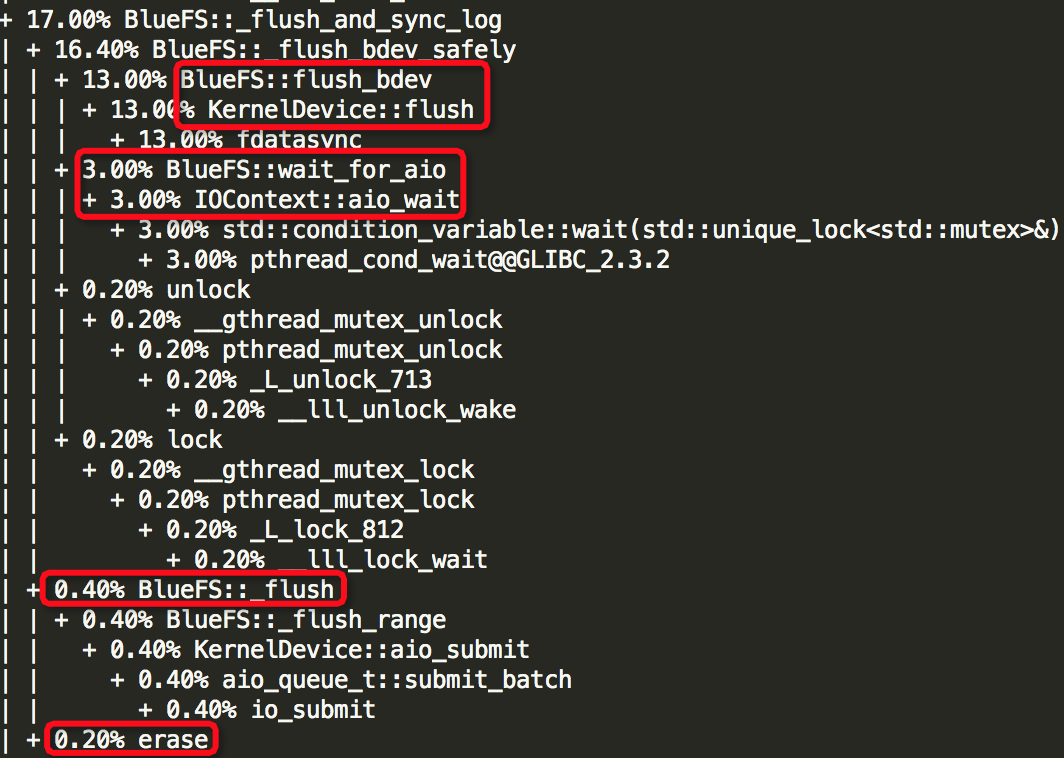 + 17.00% BlueFS::_flush_and_sync_log
| + 16.40% BlueFS::_flush_bdev_safely
| | + 13.00% BlueFS::flush_bdev
| | | + 13.00% KernelDevice::flush
| | |   + 13.00% fdatasync
| | + 3.00% BlueFS::wait_for_aio
| | | + 3.00% IOContext::aio_wait
| | |   + 3.00% std::condition_variable::wait(std::unique_lock<std::mutex>&)
| | |     + 3.00% pthread_cond_wait@@GLIBC_2.3.2
| | + 0.20% unlock
| | | + 0.20% __gthread_mutex_unlock
| | |   + 0.20% pthread_mutex_unlock
| | |     + 0.20% _L_unlock_713
| | |       + 0.20% __lll_unlock_wake
| | + 0.20% lock
| |   + 0.20% __gthread_mutex_lock
| |     + 0.20% pthread_mutex_lock
| |       + 0.20% _L_lock_812
| |         + 0.20% __lll_lock_wait
| + 0.40% BlueFS::_flush
| | + 0.40% BlueFS::_flush_range
| |   + 0.40% KernelDevice::aio_submit
| |     + 0.40% aio_queue_t::submit_batch
| |       + 0.40% io_submit
| + 0.20% erase